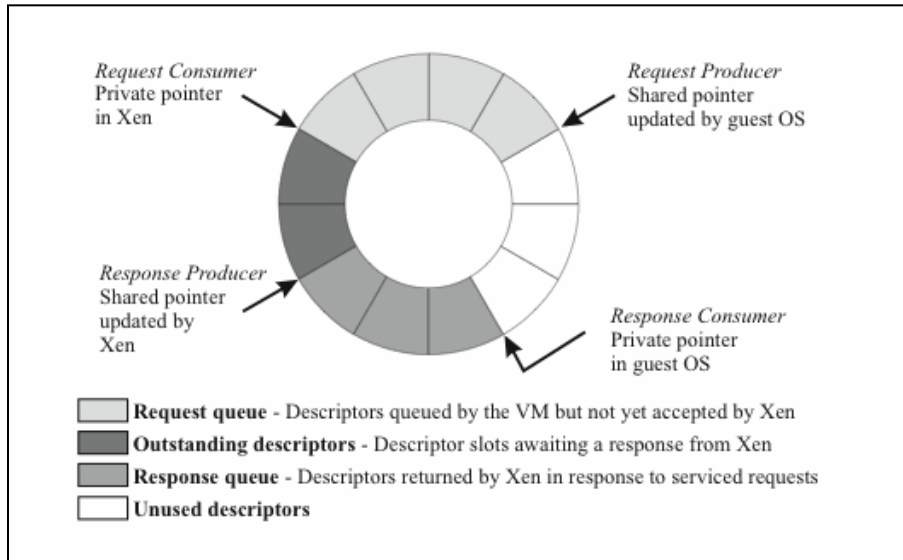 Request Consumer
Private pointer
in Xen
Request Producer
Shared pointer
updated by guest OS
Response Producer
Shared pointer
updated by
Xen
Response Consumer
Private pointer
in guest OS
Request queue - Descriptors queued by the VM but not yet accepted by Xen
Outstanding descriptors - Descriptor slots awaiting a response from Xen
Response queue - Descriptors returned by Xen in response to serviced requests
Unused descriptors